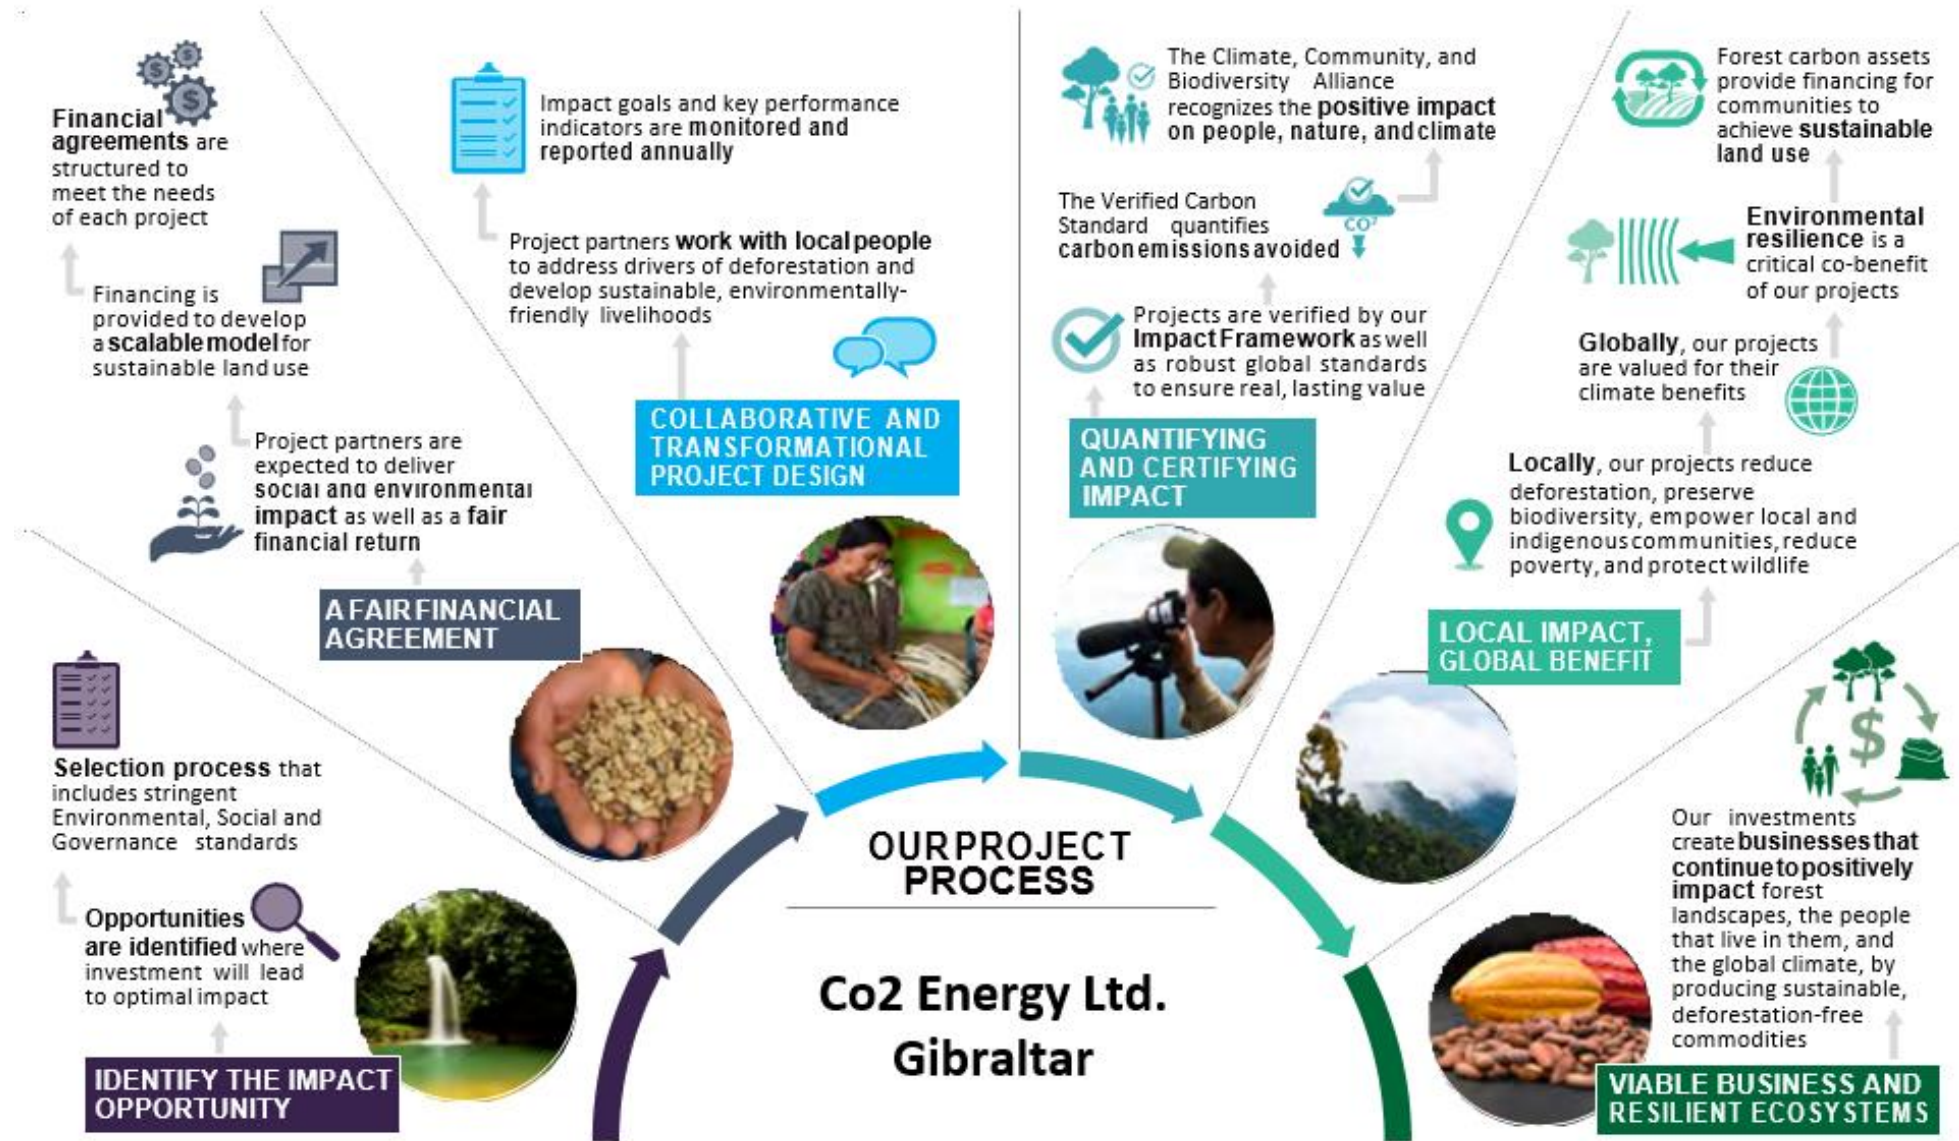 Financial
agreements are
structured to
meet the needs
of each project
Financing is
provided to develop
a scalable model for
sustainable land use
Project partners are
expected to deliver
social and environmental
impact as well as a fair
financial return
A FAIR FINANCIAL
AGREEMENT
Selection process that
includes stringent
Environmental, Social and
Governance standards
Opportunities
are identified where
investment will lead
to optimal impact
IDENTIFY THE IMPACT
OPPORTUNITY
Impact goals and key performance
indicators are monitored and
reported annually
Project partners work with local people
to address drivers of deforestation and
develop sustainable, environmentally-
friendly livelihoods
COLLABORATIVE AND
TRANSFORMATIONAL
PROJECT DESIGN
The Climate, Community, and
Biodiversity Alliance
recognizes the positive impact
on people, nature, and climate
The Verified Carbon
Standard quantifies
carbon emissions avoided
CO²
Projects are verified by our
Impact Framework as well
as robust global standards
to ensure real, lasting value
QUANTIFYING
AND CERTIFYING
IMPACT
Forest carbon assets
provide financing for
communities to
achieve sustainable
land use
Environmental
resilience is a
critical co-benefit
of our projects
Globally, our projects
are valued for their
climate benefits
Locally, our projects reduce
deforestation, preserve
biodiversity, empower local and
indigenous communities, reduce
poverty, and protect wildlife
LOCAL IMPACT,
GLOBAL BENEFIT
$
Our investments
create businesses that
continue to positively
impact forest
landscapes, the people
that live in them, and
the global climate, by
producing sustainable,
deforestation-free
commodities
VIABLE BUSINESS AND
RESILIENT ECOSYSTEMS
OUR PROJECT
PROCESS
Co2 Energy Ltd.
Gibraltar